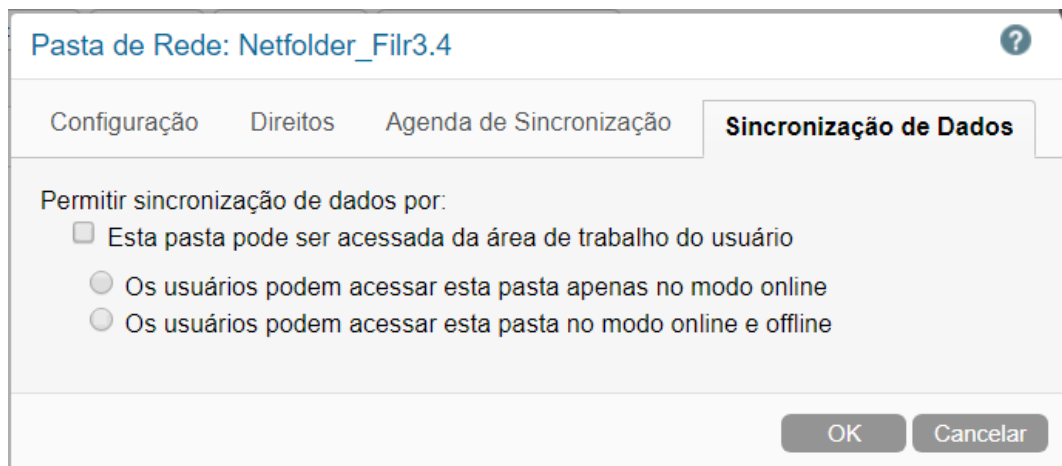 Pasta de Rede: Netfolder_Filr3.4
?
Configuração Direitos Agenda de Sincronização Sincronização de Dados
Permitir sincronização de dados por:
Esta pasta pode ser acessada da área de trabalho do usuário
Os usuários podem acessar esta pasta apenas no modo online
Os usuários podem acessar esta pasta no modo online e offline
OK Cancelar